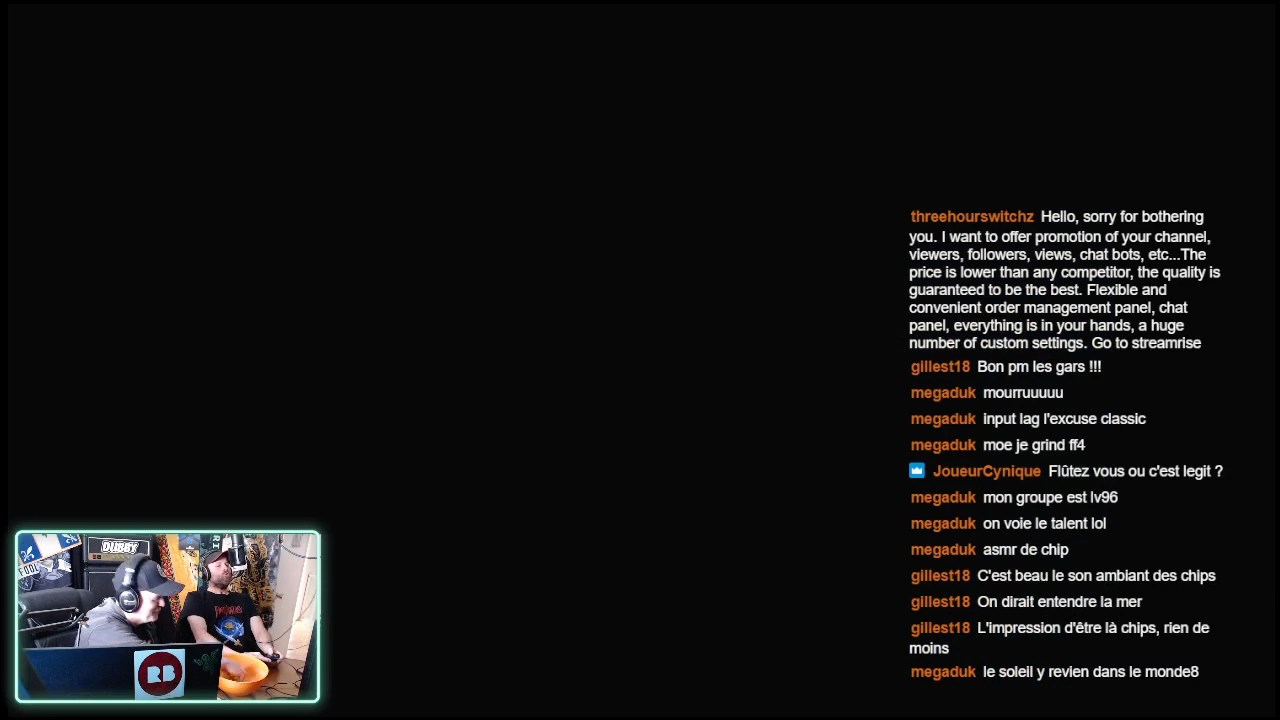 threehourswitchz Hello, sorry for bothering
you. I want to offer promotion of your channel,
viewers, followers, views, chat bots, etc...The
price is lower than any competitor, the quality is
guaranteed to be the best. Flexible and
convenient order management panel, chat
panel, everything is in your hands, a huge
number of custom settings. Go to streamrise
gillest18 Bon pm les gars !!!
megaduk mourruuuuu
megaduk input lag l'excuse classic
megaduk moe je grind ff4
JoueurCynique Flûtez vous ou c'est legit ?
megaduk mon groupe est lv96
megaduk on voie le talent lol
megaduk asmr de chip
gillest18 C'est beau le son ambiant des chips
gillest18 On dirait entendre la mer
gillest18 L'impression d'être là chips, rien de
moins
megaduk le soleil y revien dans le monde8
DUBBY
FOOL
RB